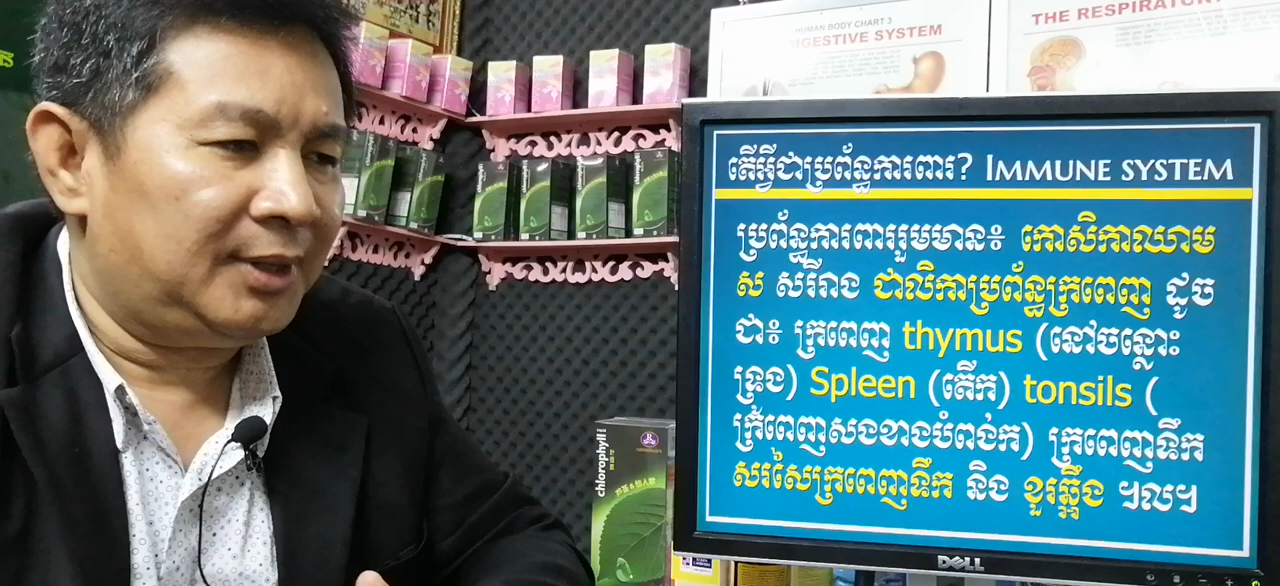 HUMAN BODY CHART 3
DIGESTIVE SYSTEM
THE RESPIRATORY
តើអ្វីជាប្រព័ន្ធការពារ? IMMUNE SYSTEM
ប្រព័ន្ធការពាររួមមាន៖ កោសិកាឈាម
ស សរីរាង ជាលិកាប្រព័ន្ធក្រពេញ ដូច
ជា៖ ក្រពេញ thymus (នៅចន្លោះ
ទ្រូង) Spleen (តើក) tonsils (
ក្រពេញសងខាងបំពង់ក) ក្រពេញទឹក
សរសៃក្រពេញទឹក និង ខួរឆ្អឹង ។ល។
chlorophyll
DELL